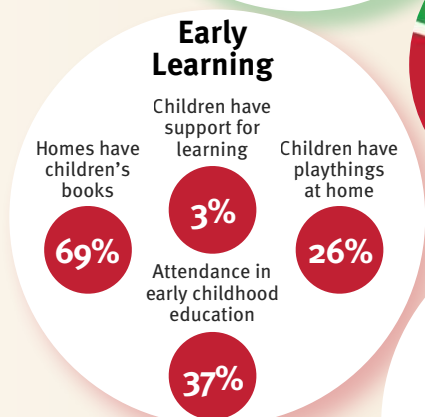 Early
Learning
Children have
support for
learning
3%
Homes have
children's
books
69%
Children have
playthings
at home
26%
Attendance in
early childhood
education
37%